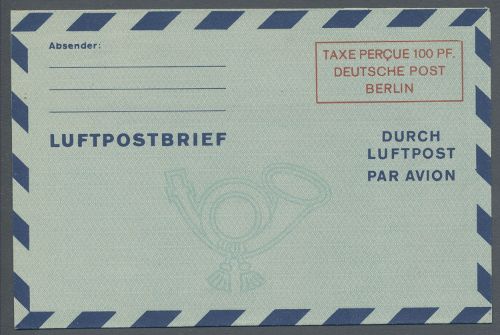 Absender:
TAXE PERÇUE 100 PF.
DEUTSCHE POST
BERLIN
LUFTPOSTBRIEF
DURCH
LUFTPOST
PAR AVION